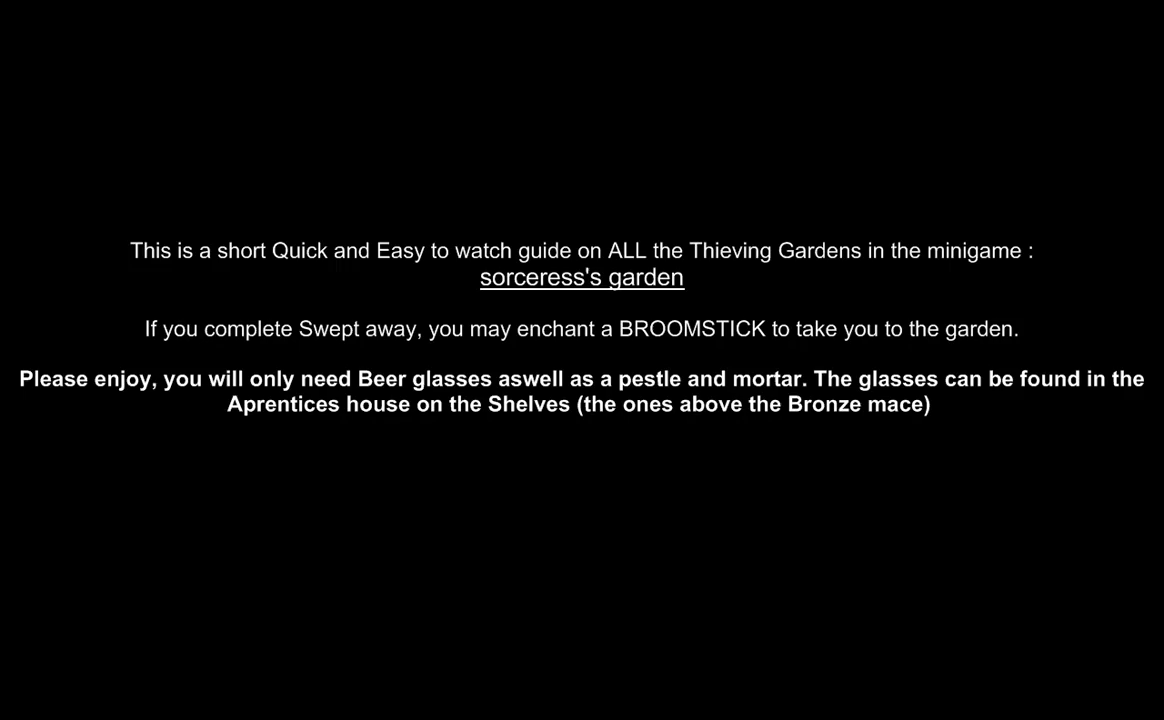 This is a short Quick and Easy to watch guide on ALL the Thieving Gardens in the minigame :
sorceress's garden
If you complete Swept away, you may enchant a BROOMSTICK to take you to the garden.
Please enjoy, you will only need Beer glasses aswell as a pestle and mortar. The glasses can be found in the
Aprentices house on the Shelves (the ones above the Bronze mace)